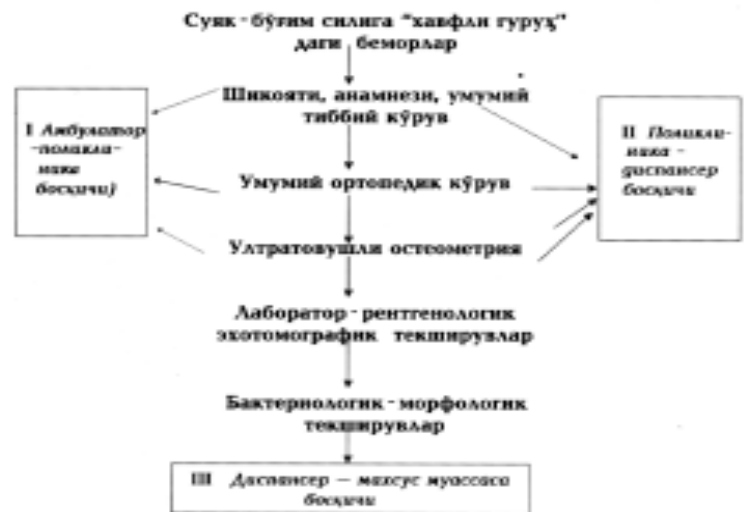 Суяк-бўғим силига “хавфли гуруҳ”
даги беморлар
Шикояти, анамнези, умумий
тиббий кўрув
I Амбулатор
-поликли-
ника
босқичи)
II Поликли-
ника -
диспансер
босқичи
Умумий ортопедик кўрув
Ултратовушли остеометрия
Лаборатор-рентгенологик
эхотомографик текширувлар
Бактериологик-морфологик
текширувлар
III Диспансер – махсус муассаса
босқичи